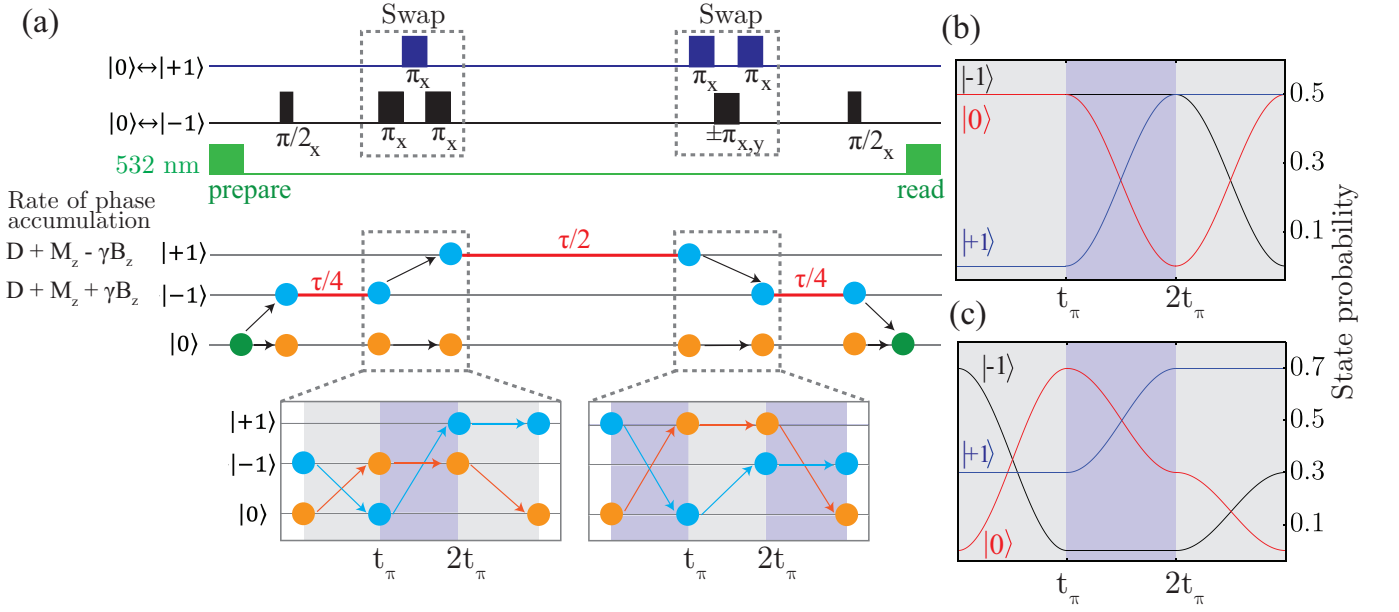 (a)
Swap
Swap
|0⟩↔|+1⟩
π_x
π_x
π_x
|0⟩↔|−1⟩
π/2_x
π_x
π_x
±π_{x,y}
π/2_x
532 nm
prepare
read
Rate of phase
accumulation
D + M_z - γB_z
|+1⟩
τ/2
D + M_z + γB_z
|−1⟩
τ/4
τ/4
|0⟩
|+1⟩
|−1⟩
|0⟩
t_π
2t_π
t_π
2t_π
(b)
|-1⟩
|0⟩
|+1⟩
0.5
0.3
0.1
t_π
2t_π
(c)
|-1⟩
|+1⟩
|0⟩
0.7
0.5
0.3
0.1
t_π
2t_π
State probability